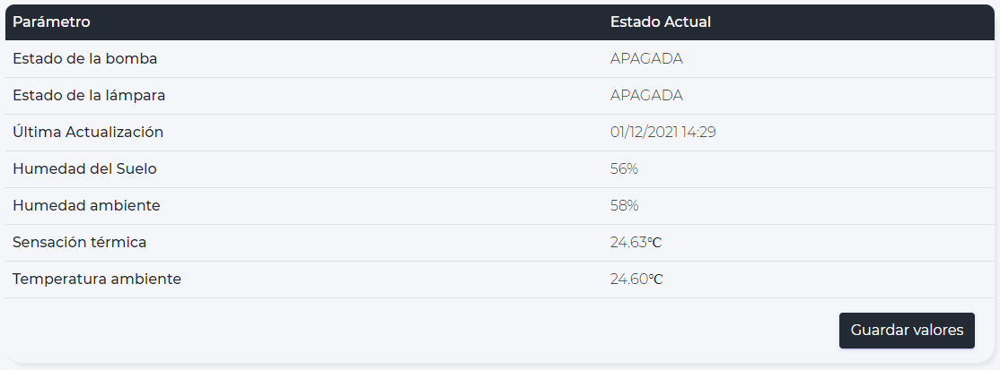 Parámetro Estado Actual
Estado de la bomba APAGADA
Estado de la lámpara APAGADA
Última Actualización 01/12/2021 14:29
Humedad del Suelo 56%
Humedad ambiente 58%
Sensación térmica 24.63℃
Temperatura ambiente 24.60℃
Guardar valores